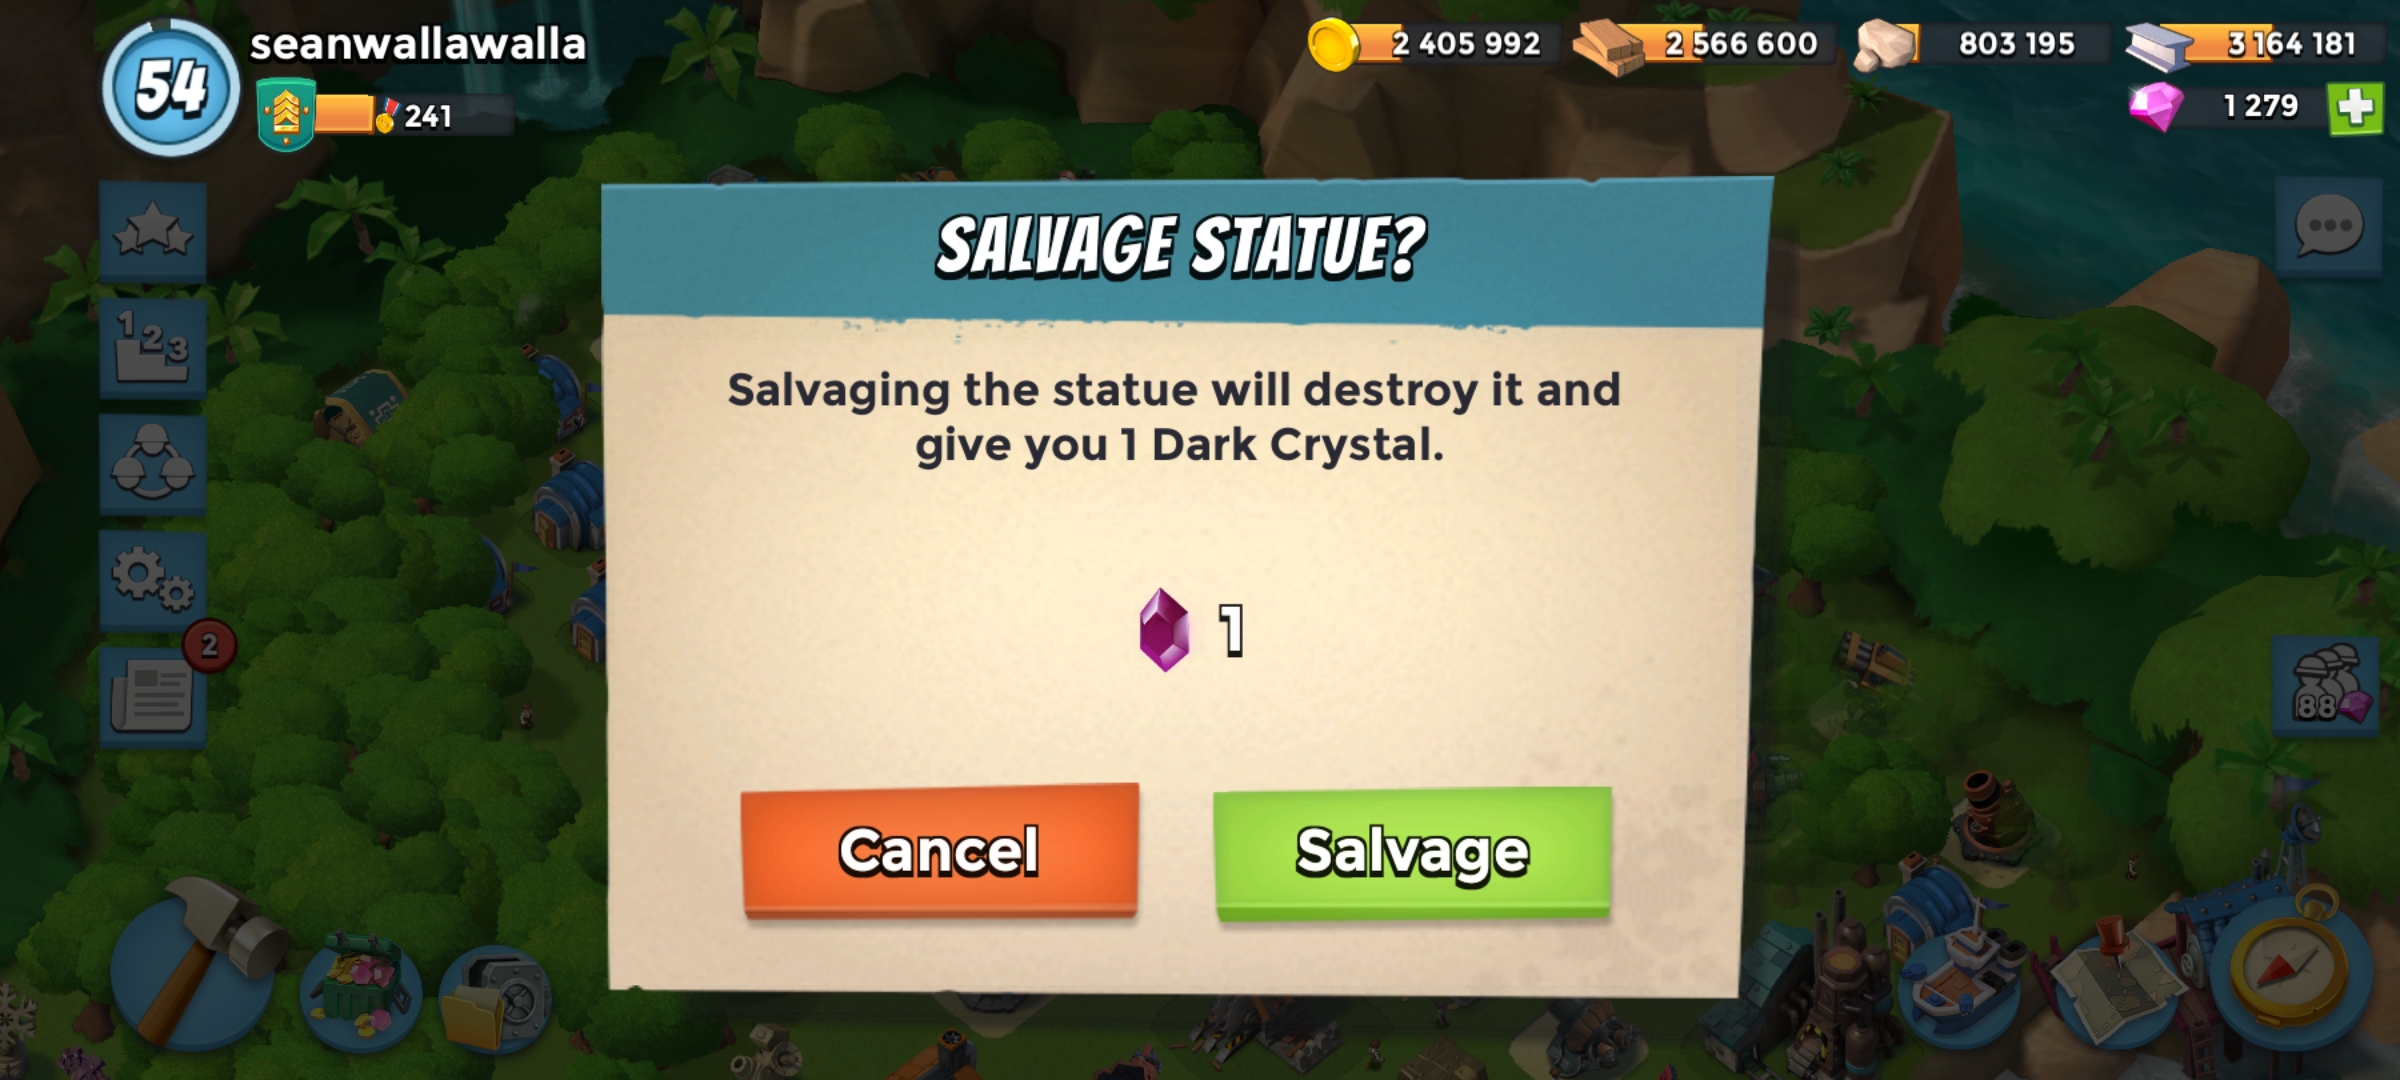 54
seanwallawalla
241
2 405 992
2 566 600
803 195
3 164 181
1 279
SALVAGE STATUE?
Salvaging the statue will destroy it and
give you 1 Dark Crystal.
1
Cancel
Salvage
1 2 3
2
88